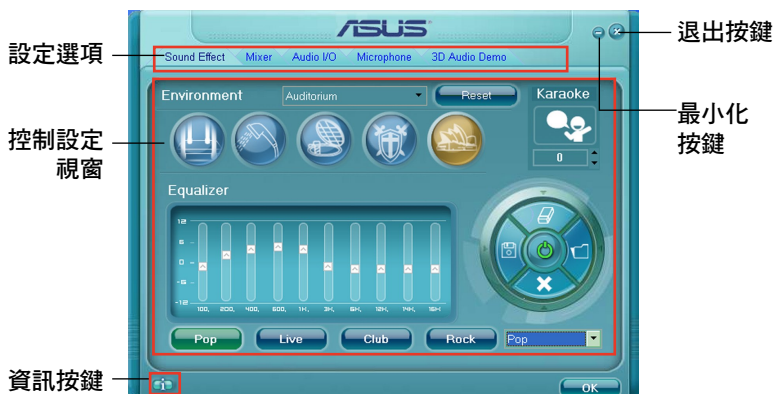 ASUS
退出按鍵
設定選項
Sound Effect Mixer Audio I/O Microphone 3D Audio Demo
Environment Auditorium Reset Karaoke
最小化
按鍵
控制設定
視窗
0
Equalizer
12
6
0
-6
-12
100, 200, 400, 600, 1K, 3K, 6K, 12K, 14K, 16K
Pop Live Club Rock Pop
資訊按鍵
i
OK